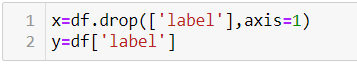 1 x=df.drop(['label'],axis=1)
2 y=df['label']